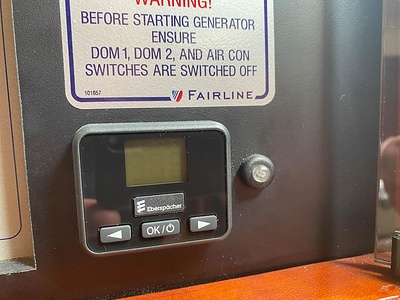 WARNING!
BEFORE STARTING GENERATOR
ENSURE
DOM 1, DOM 2, AND AIR CON
SWITCHES ARE SWITCHED OFF
101857
FAIRLINE
Eberspächer
OK/⏻